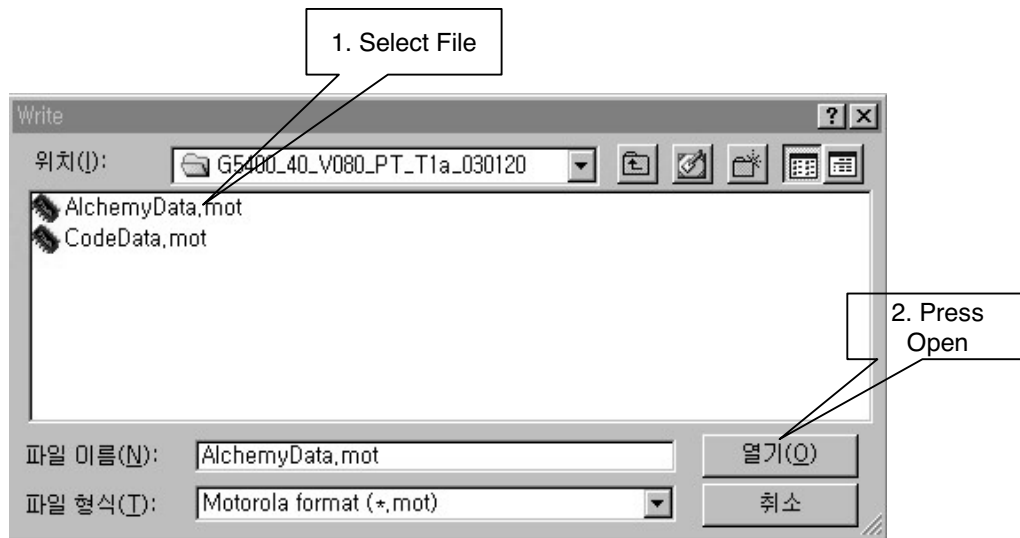 1. Select File
Write
위치(I):
G5400_40_V080_PT_T1a_030120
AlchemyData,mot
CodeData,mot
2. Press
Open
파일 이름(N):
AlchemyData,mot
열기(O)
파일 형식(T):
Motorola format (*,mot)
취소